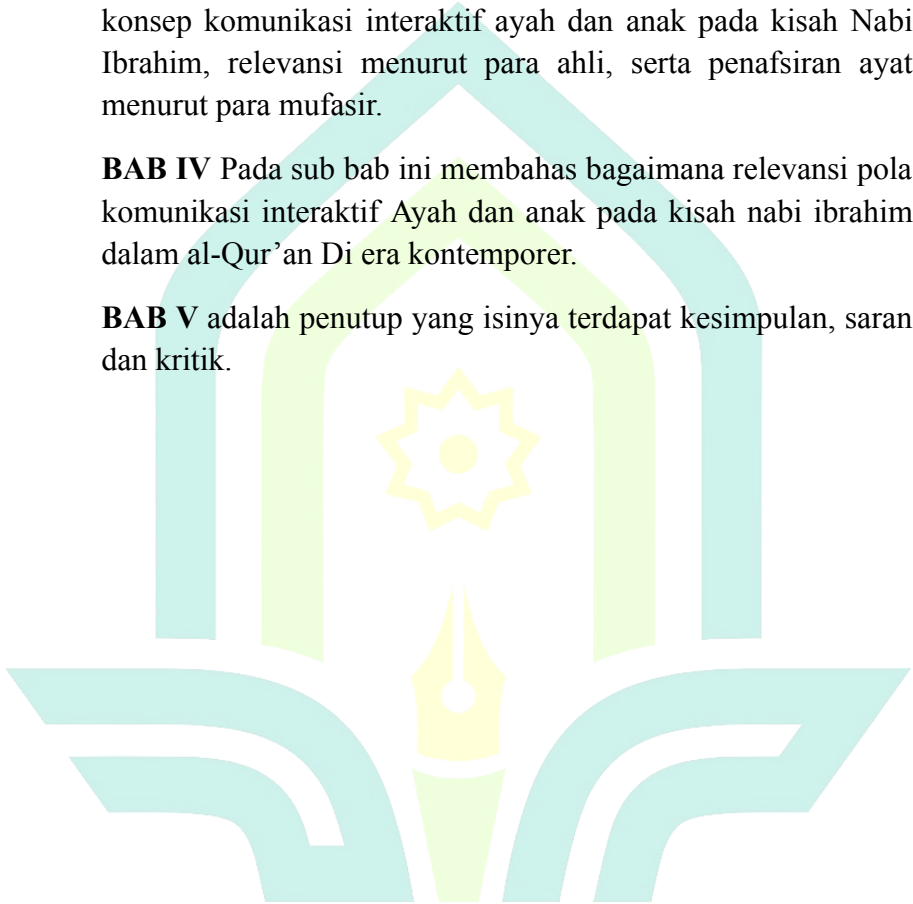 konsep komunikasi interaktif ayah dan anak pada kisah Nabi
Ibrahim, relevansi menurut para ahli, serta penafsiran ayat
menurut para mufasir.
BAB IV Pada sub bab ini membahas bagaimana relevansi pola
komunikasi interaktif Ayah dan anak pada kisah nabi ibrahim
dalam al-Qur’an Di era kontemporer.
BAB V adalah penutup yang isinya terdapat kesimpulan, saran
dan kritik.